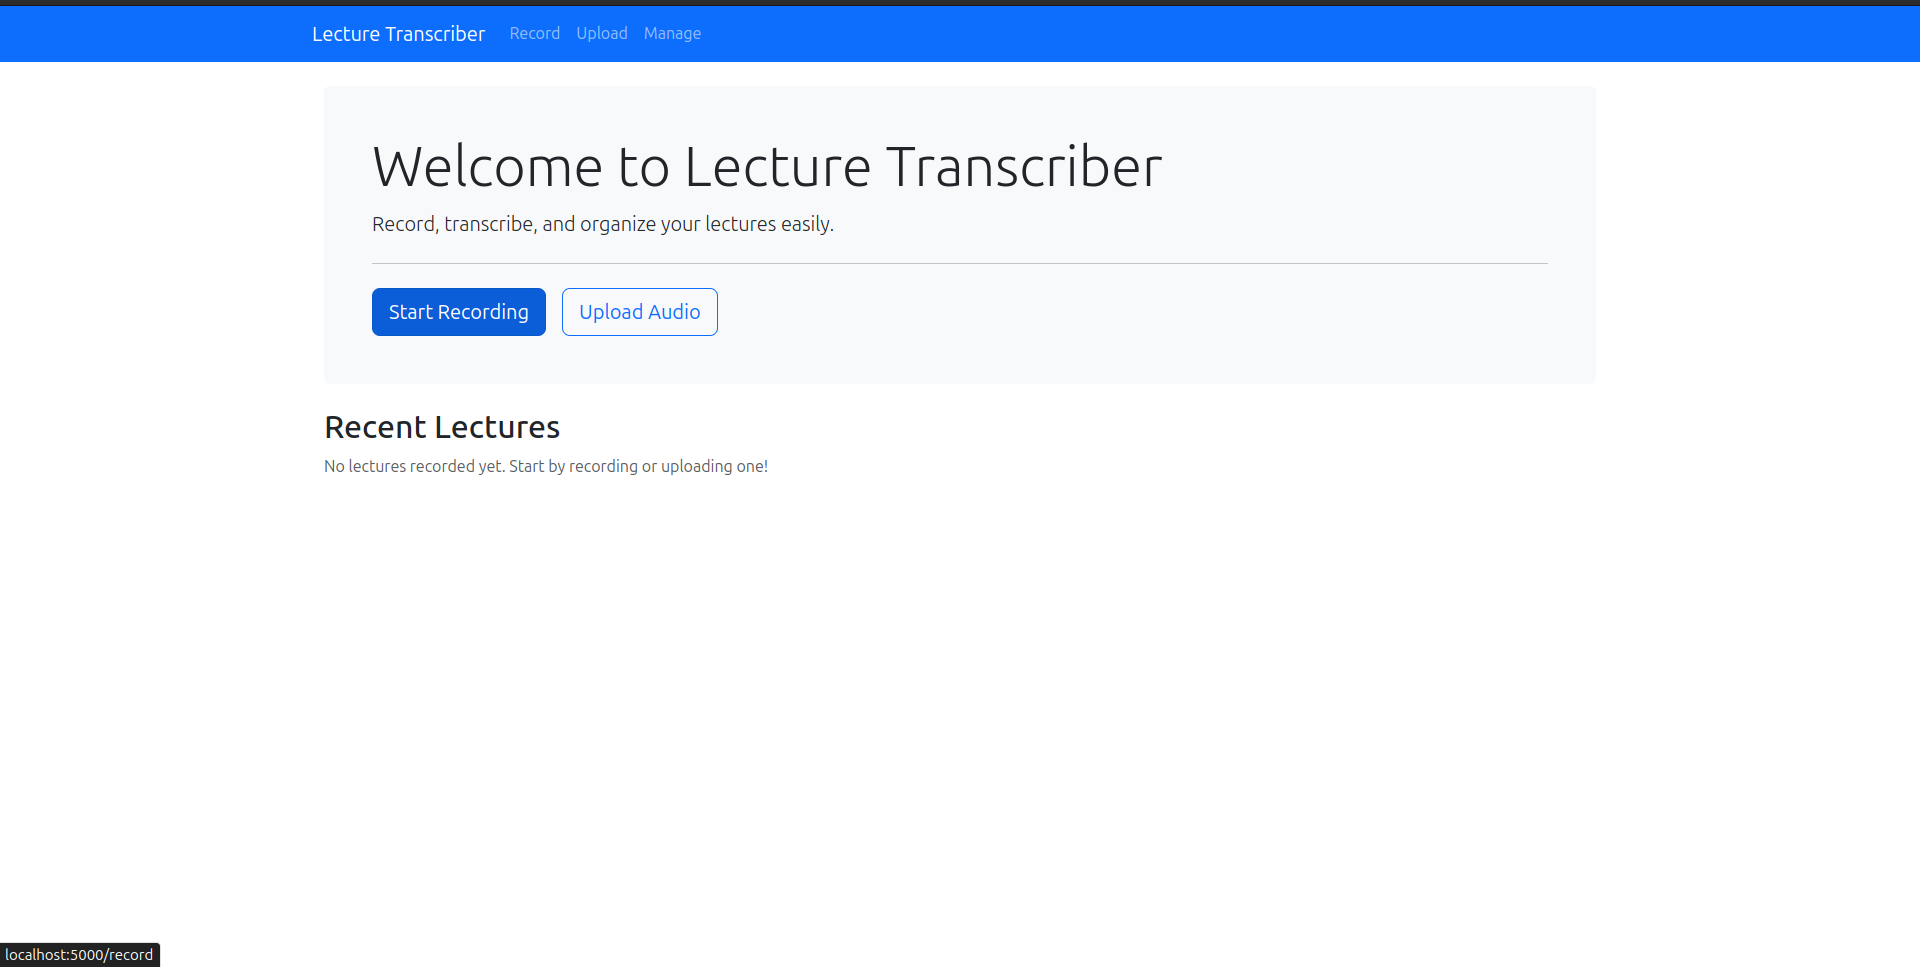 Lecture Transcriber Record Upload Manage
Welcome to Lecture Transcriber
Record, transcribe, and organize your lectures easily.
Start Recording Upload Audio
Recent Lectures
No lectures recorded yet. Start by recording or uploading one!
localhost:5000/record